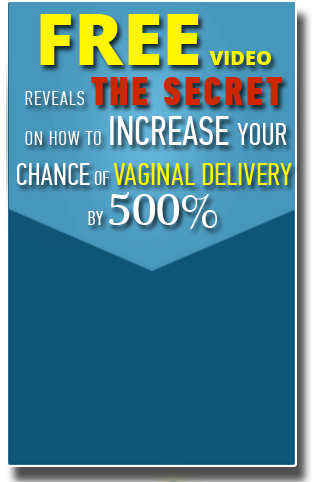 FREE VIDEO
REVEALS THE SECRET
ON HOW TO INCREASE YOUR
CHANCE OF VAGINAL DELIVERY
BY 500%